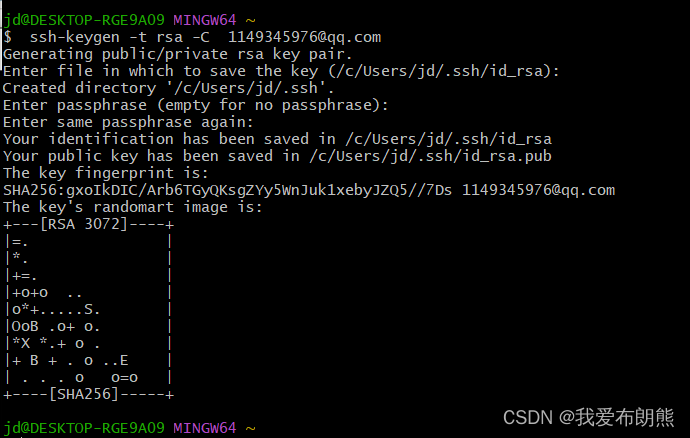 jd@DESKTOP-RGE9A09 MINGW64 ~
$  ssh-keygen -t rsa -C  1149345976@qq.com
Generating public/private rsa key pair.
Enter file in which to save the key (/c/Users/jd/.ssh/id_rsa):
Created directory '/c/Users/jd/.ssh'.
Enter passphrase (empty for no passphrase):
Enter same passphrase again:
Your identification has been saved in /c/Users/jd/.ssh/id_rsa
Your public key has been saved in /c/Users/jd/.ssh/id_rsa.pub
The key fingerprint is:
SHA256:gxoIkDIC/Arb6TGyQKsgZYy5WnJuk1xebyJZQ5//7Ds 1149345976@qq.com
The key's randomart image is:
+---[RSA 3072]----+
|=.               |
|*.               |
|+=.              |
|+o+o  ..         |
|o*+.....S.       |
|OoB .o+ o.       |
|*X *.+ o .       |
|+ B + . o ..E    |
| . . . o   o=o   |
+----[SHA256]-----+
jd@DESKTOP-RGE9A09 MINGW64 ~
CSDN @我爱布朗熊